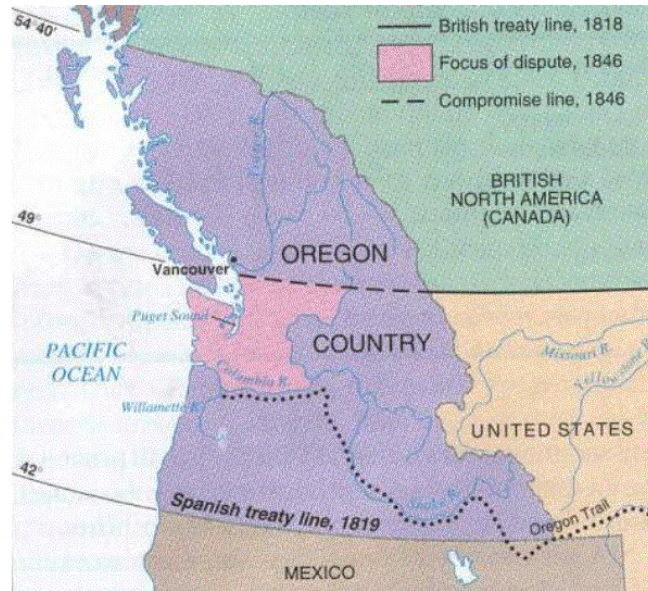 54°40'
British treaty line, 1818
Focus of dispute, 1846
Compromise line, 1846
Fraser R.
BRITISH
NORTH AMERICA
(CANADA)
49°
OREGON
Vancouver
Puget Sound
COUNTRY
PACIFIC
OCEAN
Columbia R.
Missouri R.
Yellowstone R.
Willamette R.
UNITED STATES
42°
Spanish treaty line, 1819
Snake R.
Oregon Trail
MEXICO